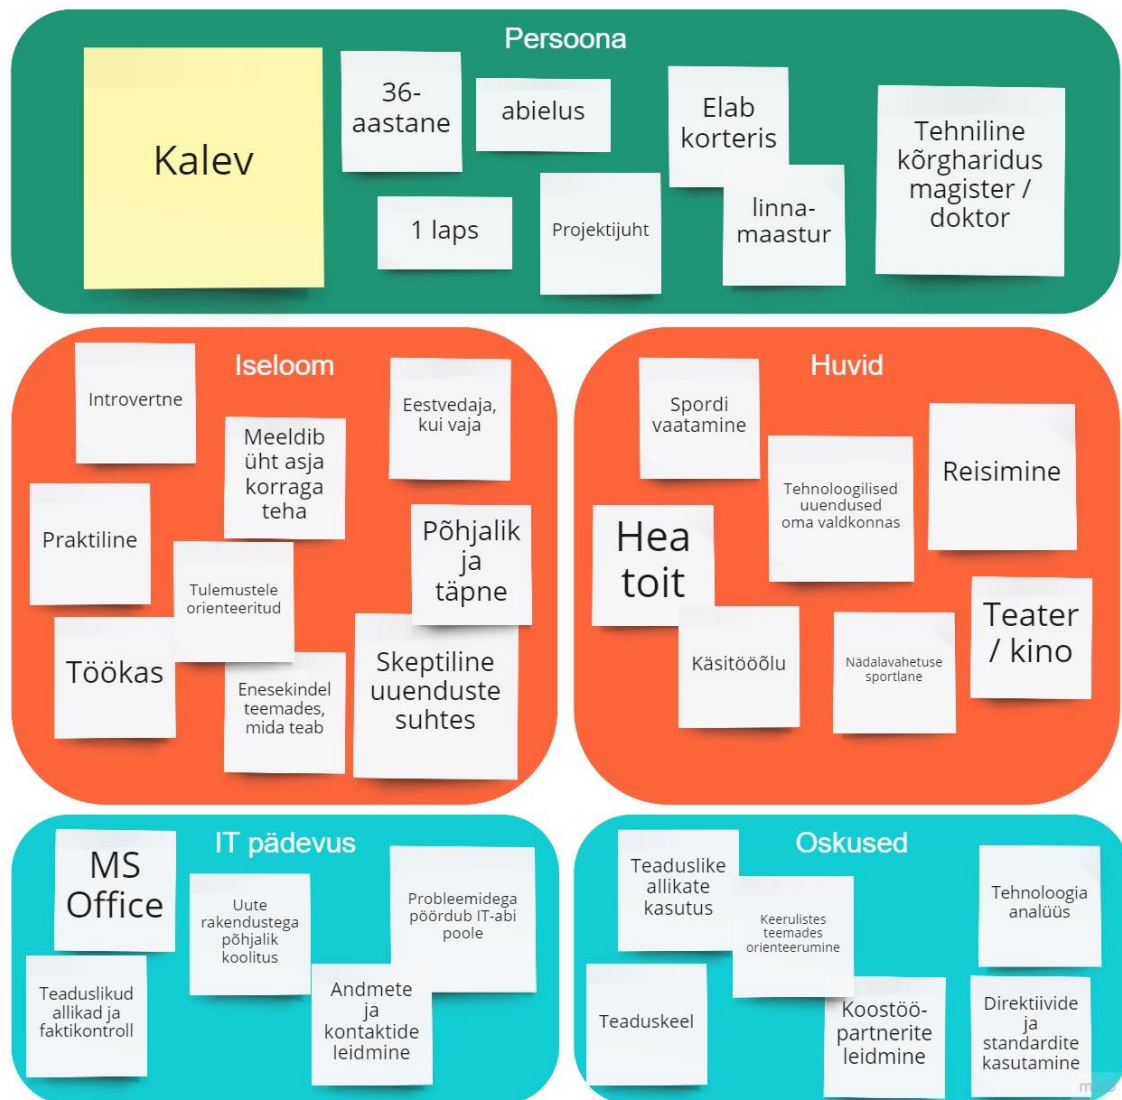 Persoona
Kalev
36-
aastane
abielus
Elab
korteris
Tehniline
kõrgharidus
magister /
doktor
1 laps
Projektijuht
linna-
maastur
Iseloom
Introvertne
Eestvedaja,
kui vaja
Meeldib
üht asja
korraga
teha
Praktiline
Põhjalik
ja
täpne
Tulemustele
orienteeritud
Töökas
Enesekindel
teemades,
mida teab
Skeptiline
uuenduste
suhtes
Huvid
Spordi
vaatamine
Tehnoloogilised
uuendused
oma valdkonnas
Reisimine
Hea
toit
Käsitööõlu
Nädalavahetuse
sportlane
Teater
/ kino
IT pädevus
MS
Office
Uute
rakendustega
põhjalik
koolitus
Probleemidega
pöördub IT-abi
poole
Teaduslikud
allikad ja
faktikontroll
Andmete
ja
kontaktide
leidmine
Oskused
Teaduslike
allikate
kasutus
Keerulistes
teemades
orienteerumine
Tehnoloogia
analüüs
Teaduskeel
Koostöö-
partnerite
leidmine
Direktiivide
ja
standardite
kasutamine
miro